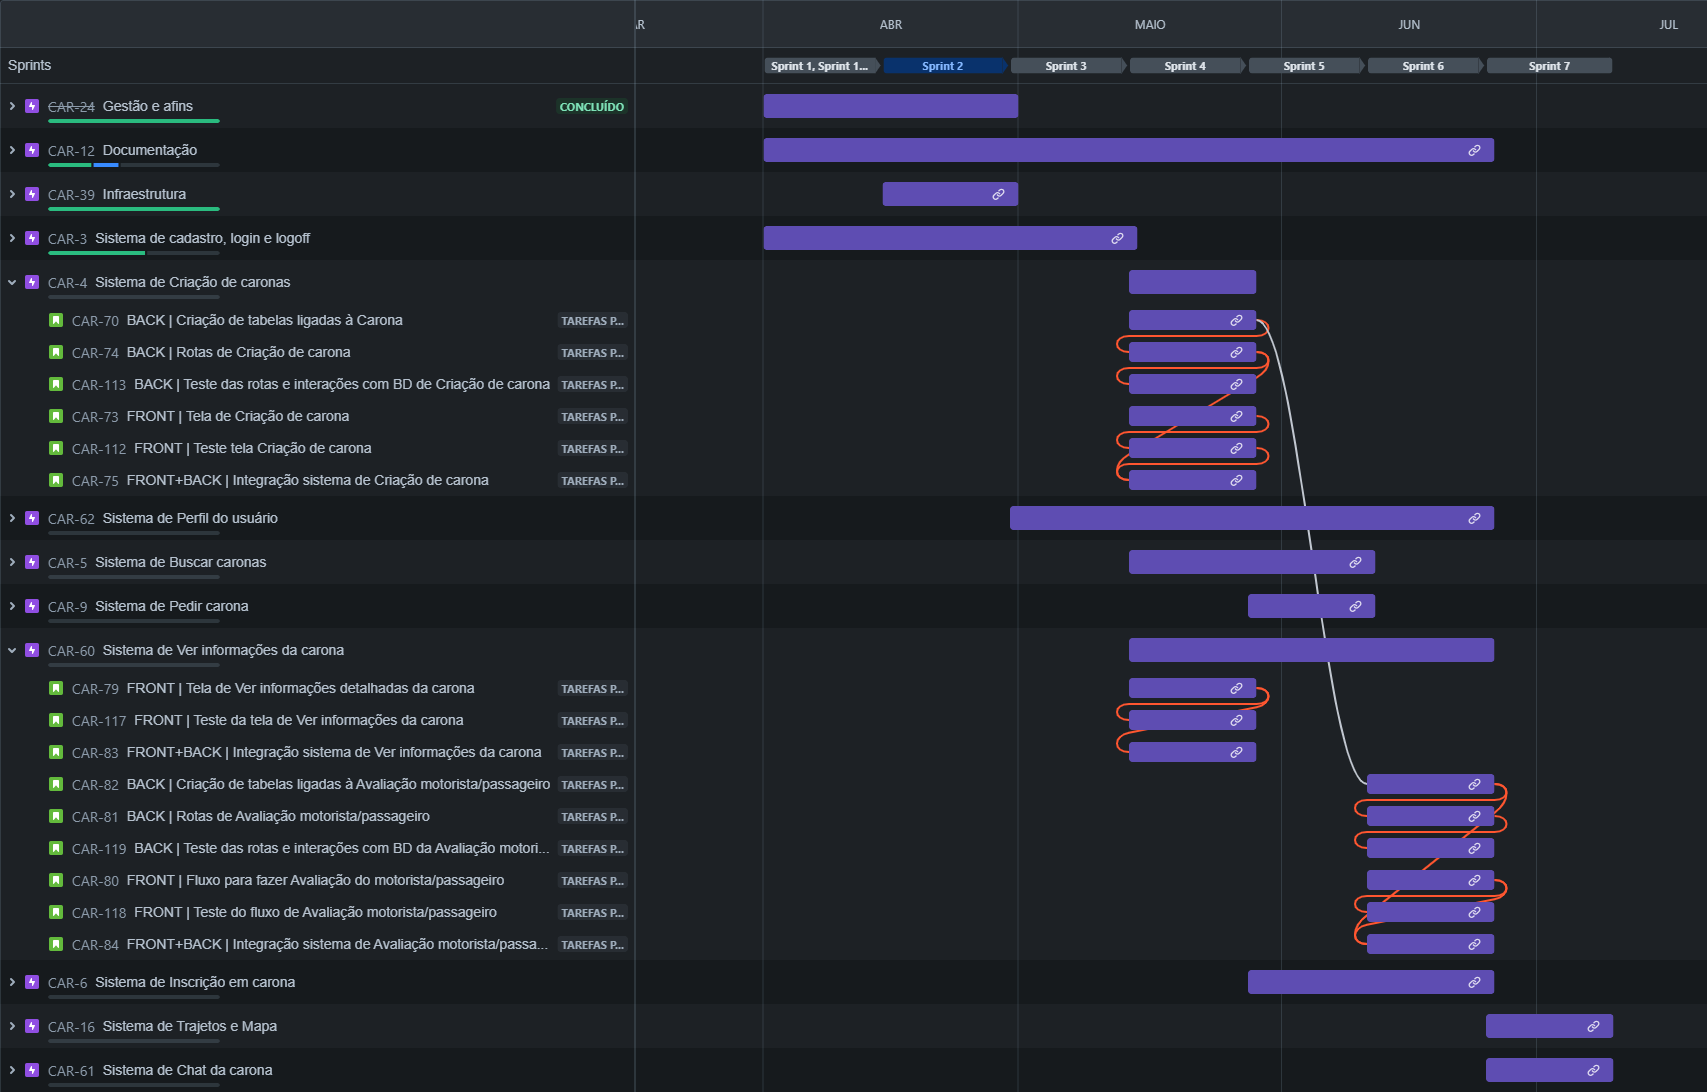 AR ABR MAIO JUN JUL
Sprints
Sprint 1, Sprint 1... Sprint 2 Sprint 3 Sprint 4 Sprint 5 Sprint 6 Sprint 7
CAR-24 Gestão e afins CONCLUÍDO
CAR-12 Documentação
CAR-39 Infraestrutura
CAR-3 Sistema de cadastro, login e logoff
CAR-4 Sistema de Criação de caronas
CAR-70 BACK | Criação de tabelas ligadas à Carona TAREFAS P...
CAR-74 BACK | Rotas de Criação de carona TAREFAS P...
CAR-113 BACK | Teste das rotas e interações com BD de Criação de carona TAREFAS P...
CAR-73 FRONT | Tela de Criação de carona TAREFAS P...
CAR-112 FRONT | Teste tela Criação de carona TAREFAS P...
CAR-75 FRONT+BACK | Integração sistema de Criação de carona TAREFAS P...
CAR-62 Sistema de Perfil do usuário
CAR-5 Sistema de Buscar caronas
CAR-9 Sistema de Pedir carona
CAR-60 Sistema de Ver informações da carona
CAR-79 FRONT | Tela de Ver informações detalhadas da carona TAREFAS P...
CAR-117 FRONT | Teste da tela de Ver informações da carona TAREFAS P...
CAR-83 FRONT+BACK | Integração sistema de Ver informações da carona TAREFAS P...
CAR-82 BACK | Criação de tabelas ligadas à Avaliação motorista/passageiro TAREFAS P...
CAR-81 BACK | Rotas de Avaliação motorista/passageiro TAREFAS P...
CAR-119 BACK | Teste das rotas e interações com BD da Avaliação motori... TAREFAS P...
CAR-80 FRONT | Fluxo para fazer Avaliação do motorista/passageiro TAREFAS P...
CAR-118 FRONT | Teste do fluxo de Avaliação motorista/passageiro TAREFAS P...
CAR-84 FRONT+BACK | Integração sistema de Avaliação motorista/passa... TAREFAS P...
CAR-6 Sistema de Inscrição em carona
CAR-16 Sistema de Trajetos e Mapa
CAR-61 Sistema de Chat da carona